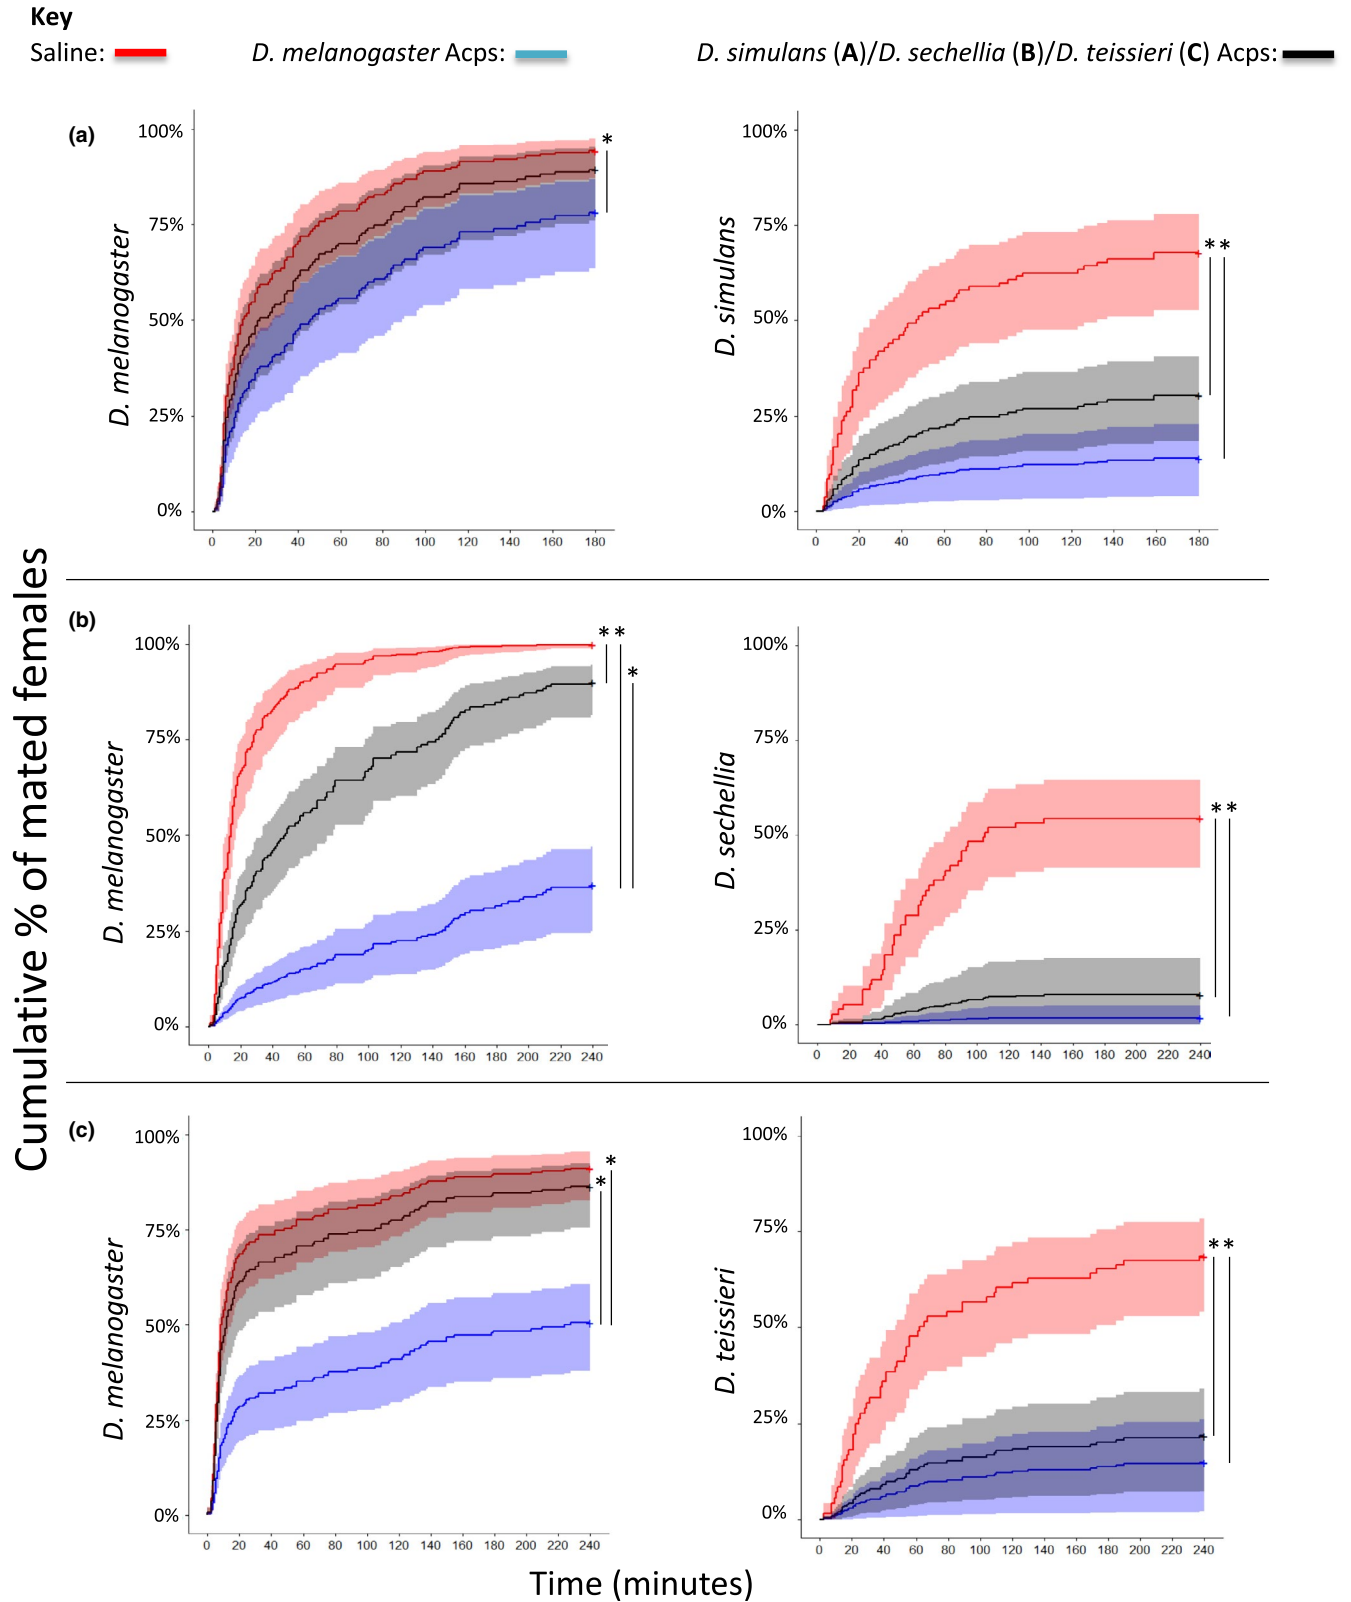 Key
Saline: D. melanogaster Acps: D. simulans (A)/D. sechellia (B)/D. teissieri (C) Acps:
Cumulative % of mated females
(a)
D. melanogaster
100%
75%
50%
25%
0%
*
0 20 40 60 80 100 120 140 160 180
D. simulans
100%
75%
50%
25%
0%
* *
0 20 40 60 80 100 120 140 160 180
(b)
D. melanogaster
100%
75%
50%
25%
0%
* *
*
0 20 40 60 80 100 120 140 160 180 200 220 240
D. sechellia
100%
75%
50%
25%
0%
* *
0 20 40 60 80 100 120 140 160 180 200 220 240
(c)
D. melanogaster
100%
75%
50%
25%
0%
*
*
0 20 40 60 80 100 120 140 160 180 200 220 240
D. teissieri
100%
75%
50%
25%
0%
* *
0 20 40 60 80 100 120 140 160 180 200 220 240
Time (minutes)